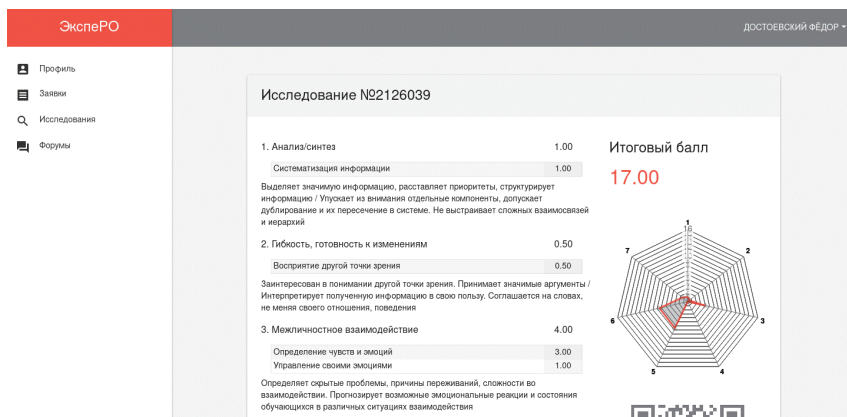 ЭкспеРО
ДОСТОЕВСКИЙ ФЁДОР
Профиль
Заявки
Исследования
Форумы
Исследование №2126039
1. Анализ/синтез 1.00
Систематизация информации 1.00
Выделяет значимую информацию, расставляет приоритеты, структурирует
информацию / Упускает из внимания отдельные компоненты, допускает
дублирование и их пересечение в системе. Не выстраивает сложных взаимосвязей
и иерархий
2. Гибкость, готовность к изменениям 0.50
Восприятие другой точки зрения 0.50
Заинтересован в понимании другой точки зрения. Принимает значимые аргументы /
Интерпретирует полученную информацию в свою пользу. Соглашается на словах,
не меняя своего отношения, поведения
3. Межличностное взаимодействие 4.00
Определение чувств и эмоций 3.00
Управление своими эмоциями 1.00
Определяет скрытые проблемы, причины переживаний, сложности во
взаимодействии. Прогнозирует возможные эмоциональные реакции и состояния
обучающихся в различных ситуациях взаимодействия
Итоговый балл
17.00
1
16
7 2
6 3
5 4